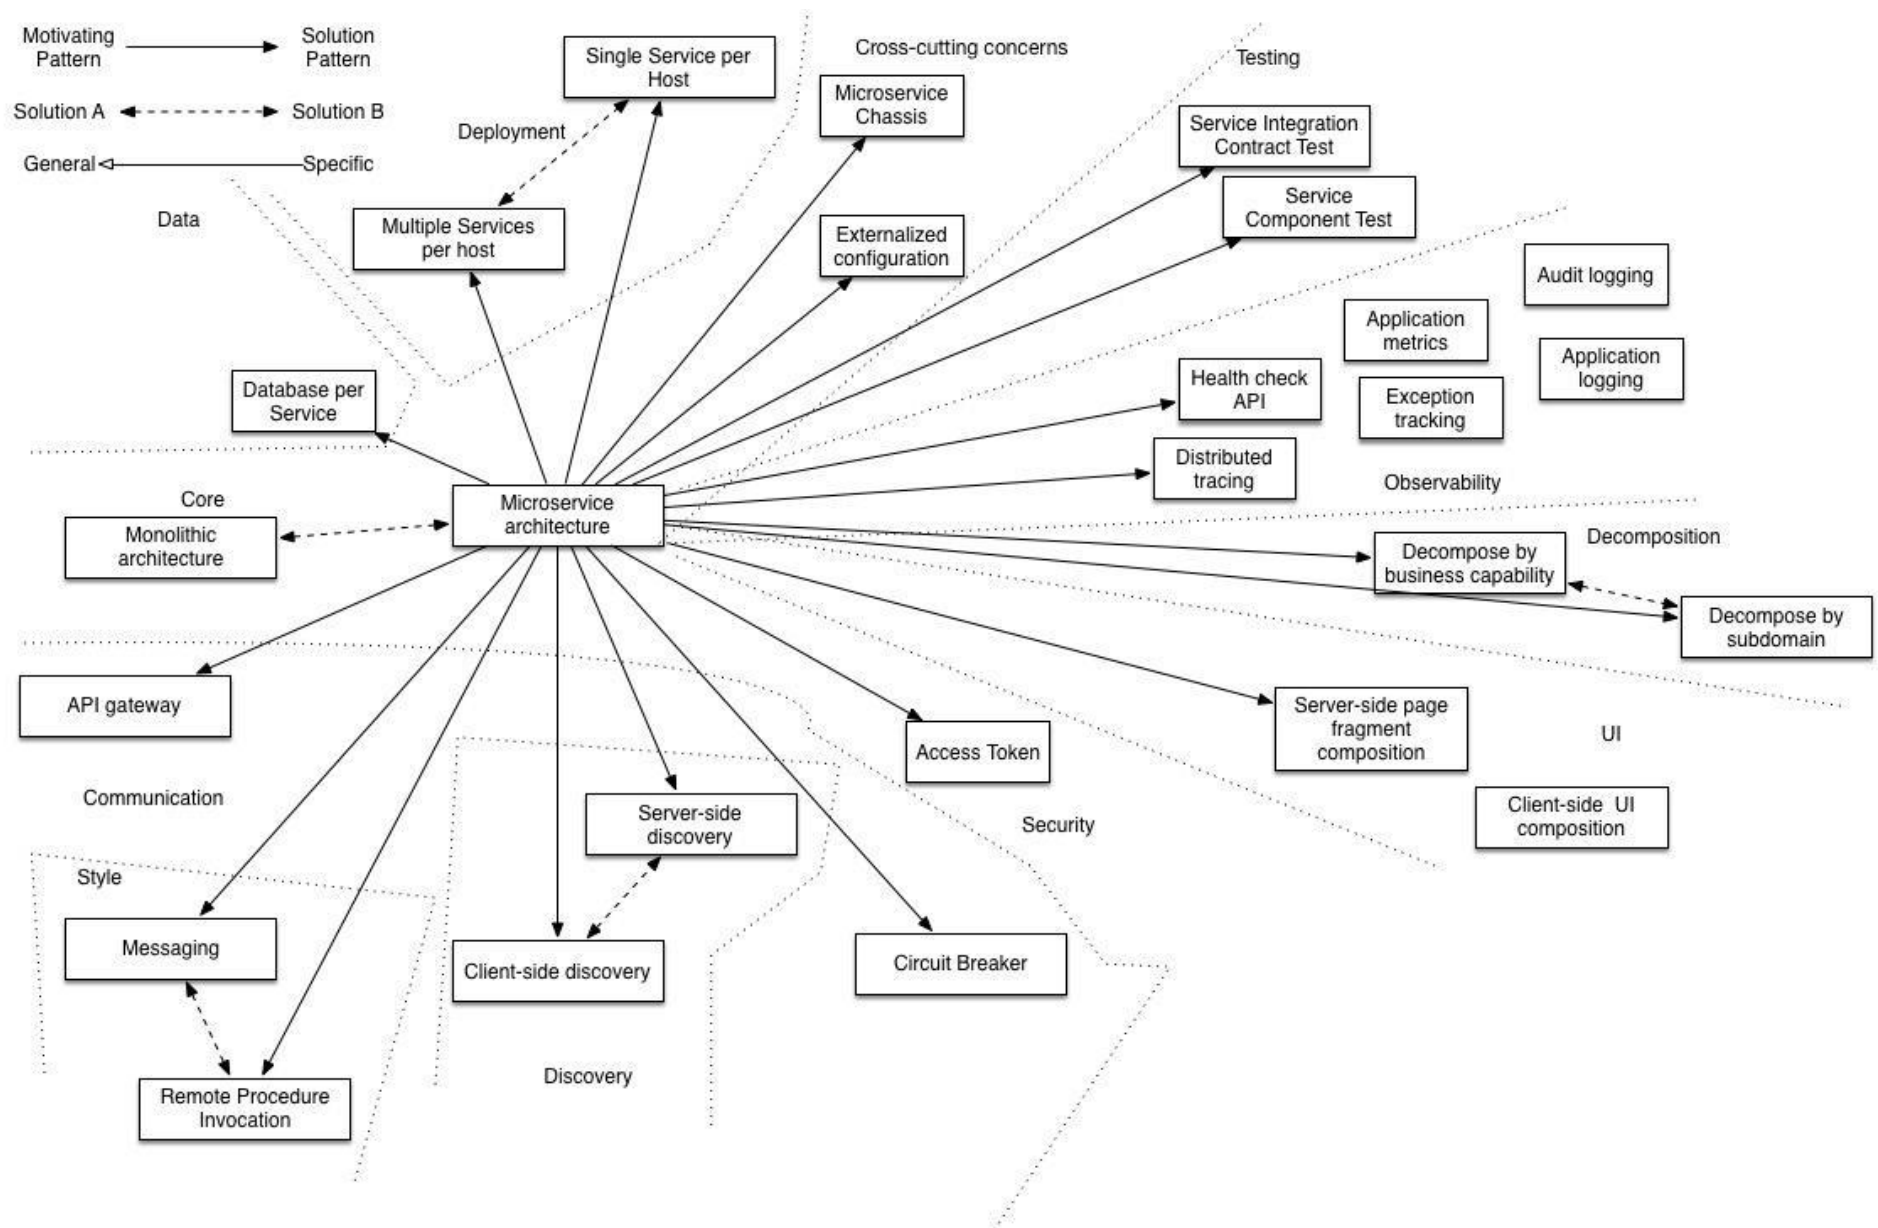 Motivating
Pattern
Solution
Pattern
Solution A
Solution B
General
Specific
Single Service per
Host
Deployment
Multiple Services
per host
Cross-cutting concerns
Microservice
Chassis
Externalized
configuration
Testing
Service Integration
Contract Test
Service
Component Test
Data
Database per
Service
Audit logging
Application
metrics
Application
logging
Health check
API
Exception
tracking
Distributed
tracing
Observability
Core
Monolithic
architecture
Microservice
architecture
Decomposition
Decompose by
business capability
Decompose by
subdomain
API gateway
Communication
Access Token
Security
Server-side page
fragment
composition
UI
Client-side UI
composition
Server-side
discovery
Client-side discovery
Discovery
Circuit Breaker
Style
Messaging
Remote Procedure
Invocation